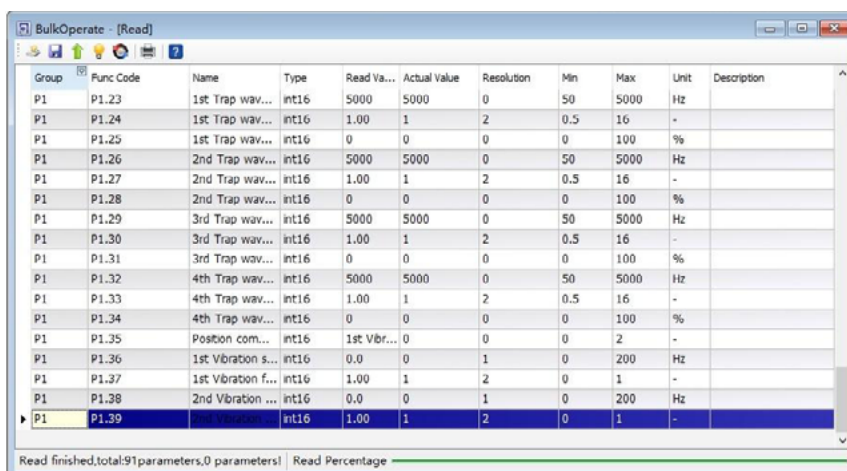 BulkOperate - [Read]
Group Func Code Name Type Read Va... Actual Value Resolution Min Max Unit Description
P1 P1.23 1st Trap wav... int16 5000 5000 0 50 5000 Hz
P1 P1.24 1st Trap wav... int16 1.00 1 2 0.5 16 -
P1 P1.25 1st Trap wav... int16 0 0 0 0 100 %
P1 P1.26 2nd Trap wav... int16 5000 5000 0 50 5000 Hz
P1 P1.27 2nd Trap wav... int16 1.00 1 2 0.5 16 -
P1 P1.28 2nd Trap wav... int16 0 0 0 0 100 %
P1 P1.29 3rd Trap wav... int16 5000 5000 0 50 5000 Hz
P1 P1.30 3rd Trap wav... int16 1.00 1 2 0.5 16 -
P1 P1.31 3rd Trap wav... int16 0 0 0 0 100 %
P1 P1.32 4th Trap wav... int16 5000 5000 0 50 5000 Hz
P1 P1.33 4th Trap wav... int16 1.00 1 2 0.5 16 -
P1 P1.34 4th Trap wav... int16 0 0 0 0 100 %
P1 P1.35 Position com... int16 1st Vibr... 0 0 0 2 -
P1 P1.36 1st Vibration s... int16 0.0 0 1 0 200 Hz
P1 P1.37 1st Vibration f... int16 1.00 1 2 0 1 -
P1 P1.38 2nd Vibration ... int16 0.0 0 1 0 200 Hz
P1 P1.39 2nd Vibration ... int16 1.00 1 2 0 1 -
Read finished,total:91parameters,0 parameters! Read Percentage